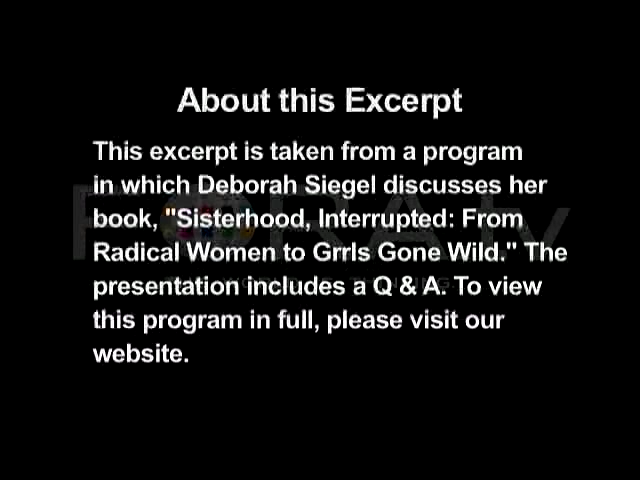 About this Excerpt
This excerpt is taken from a program
in which Deborah Siegel discusses her
book, "Sisterhood, Interrupted: From
Radical Women to Grrls Gone Wild." The
presentation includes a Q & A. To view
this program in full, please visit our
website.